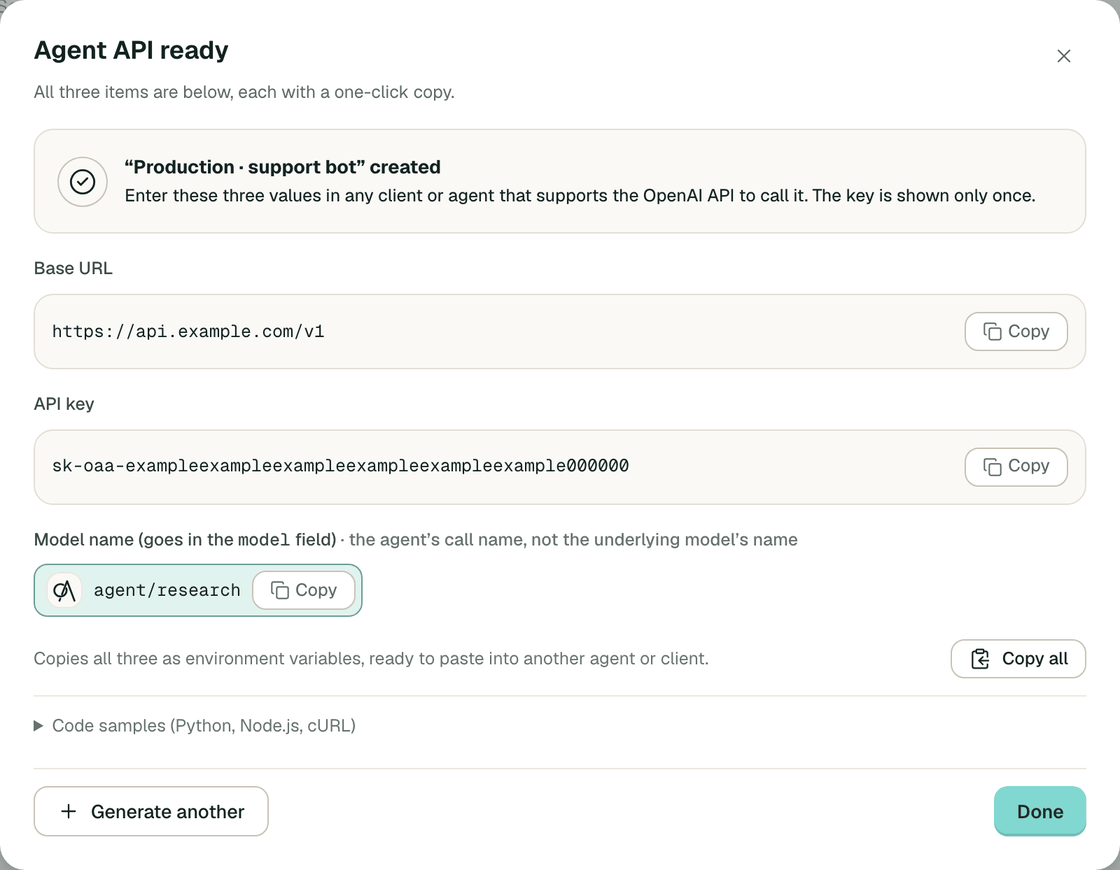 Agent API ready
All three items are below, each with a one-click copy.
“Production · support bot” created
Enter these three values in any client or agent that supports the OpenAI API to call it. The key is shown only once.
Base URL
https://api.example.com/v1
Copy
API key
sk-oaa-exampleexampleexampleexampleexampleexample000000
Copy
Model name (goes in the model field) · the agent’s call name, not the underlying model’s name
agent/research
Copy
Copies all three as environment variables, ready to paste into another agent or client.
Copy all
Code samples (Python, Node.js, cURL)
Generate another
Done